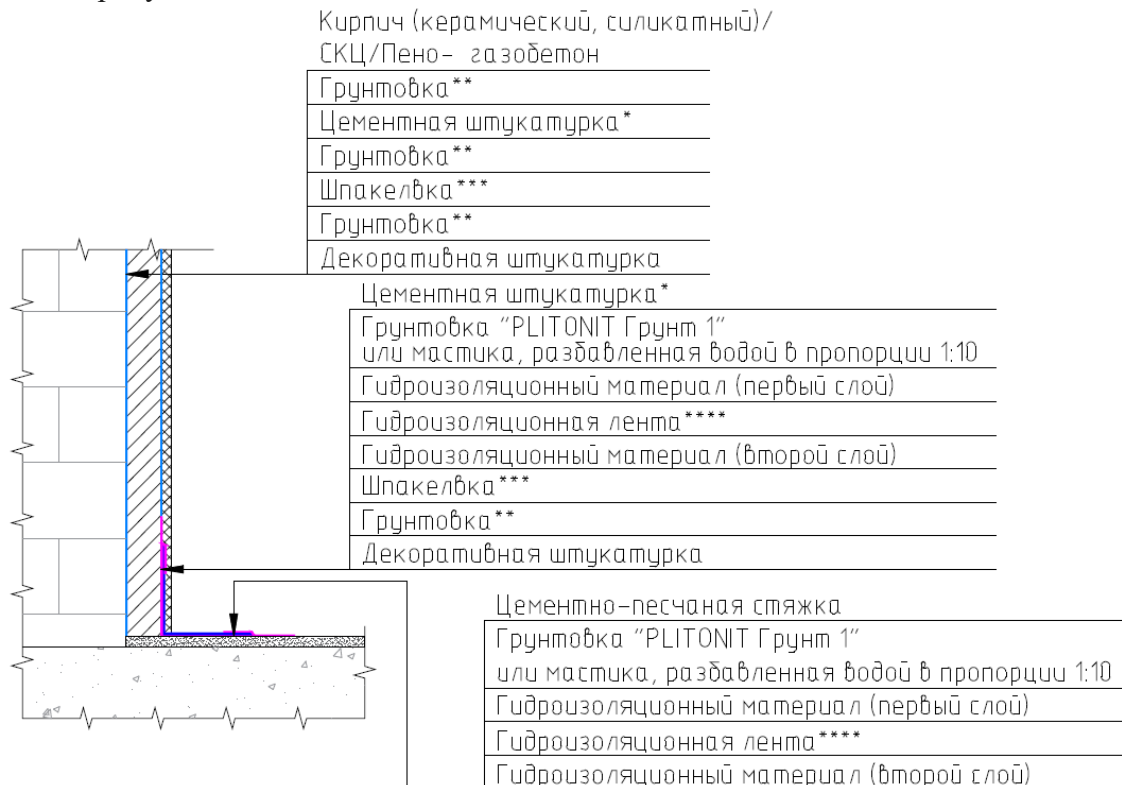 Кирпич (керамический, силикатный)/
СКЦ/Пено- газобетон
Грунтовка**
Цементная штукатурка*
Грунтовка**
Шпакелвка***
Грунтовка**
Декоративная штукатурка
Цементная штукатурка*
Грунтовка “PLITONIT Грунт 1”
или мастика, разбавленная водой в пропорции 1:10
Гидроизоляционный материал (первый слой)
Гидроизоляционная лента****
Гидроизоляционный материал (второй слой)
Шпакелвка***
Грунтовка**
Декоративная штукатурка
Цементно-песчаная стяжка
Грунтовка “PLITONIT Грунт 1”
или мастика, разбавленная водой в пропорции 1:10
Гидроизоляционный материал (первый слой)
Гидроизоляционная лента****
Гидроизоляционный материал (второй слой)